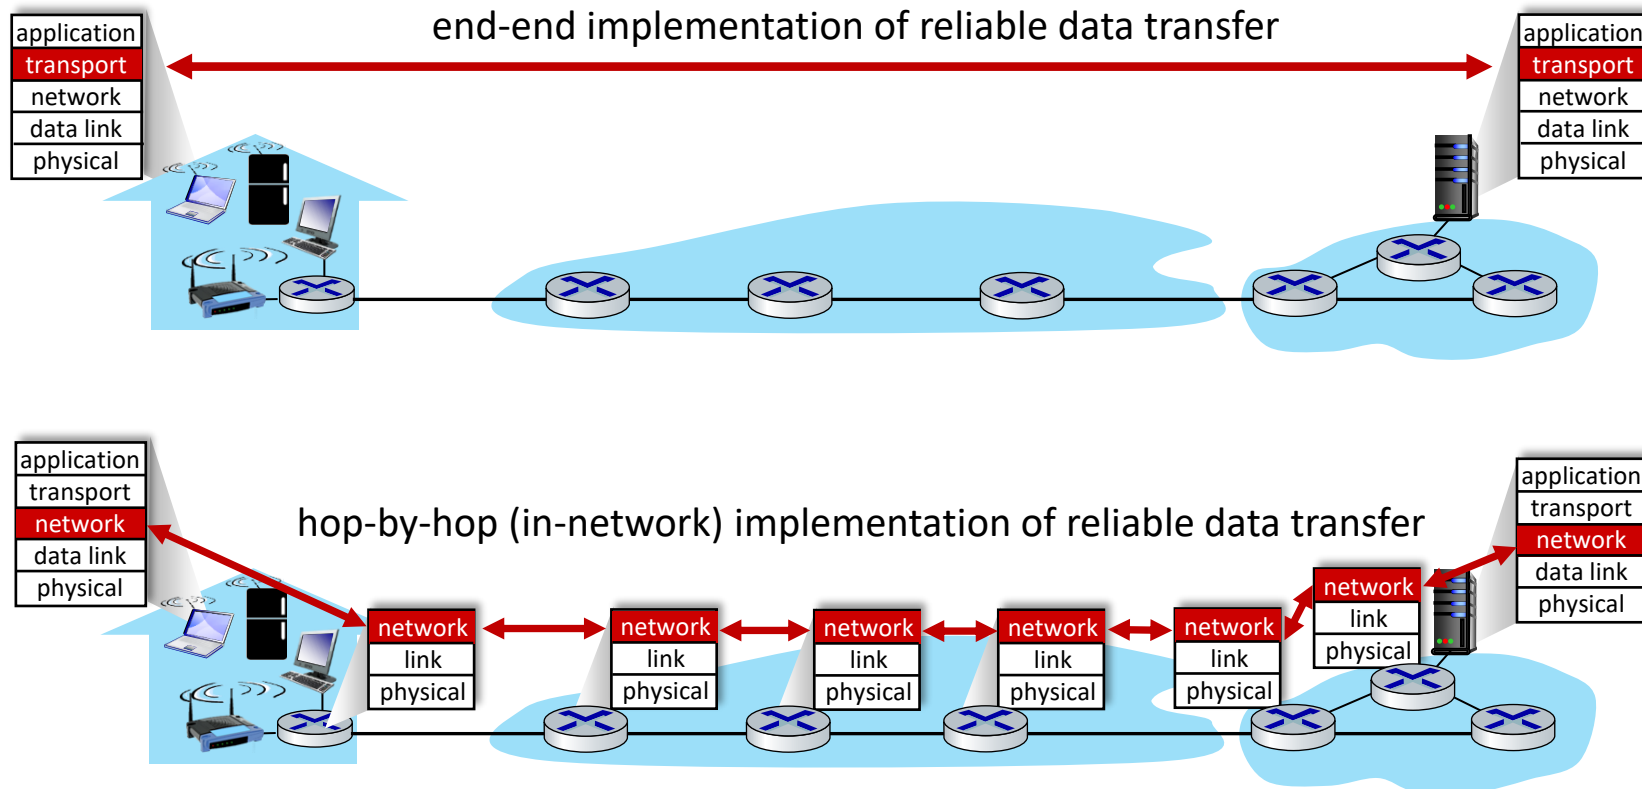 end-end implementation of reliable data transfer
application
transport
network
data link
physical
application
transport
network
data link
physical
hop-by-hop (in-network) implementation of reliable data transfer
application
transport
network
data link
physical
network
link
physical
network
link
physical
network
link
physical
network
link
physical
network
link
physical
network
link
physical
application
transport
network
data link
physical